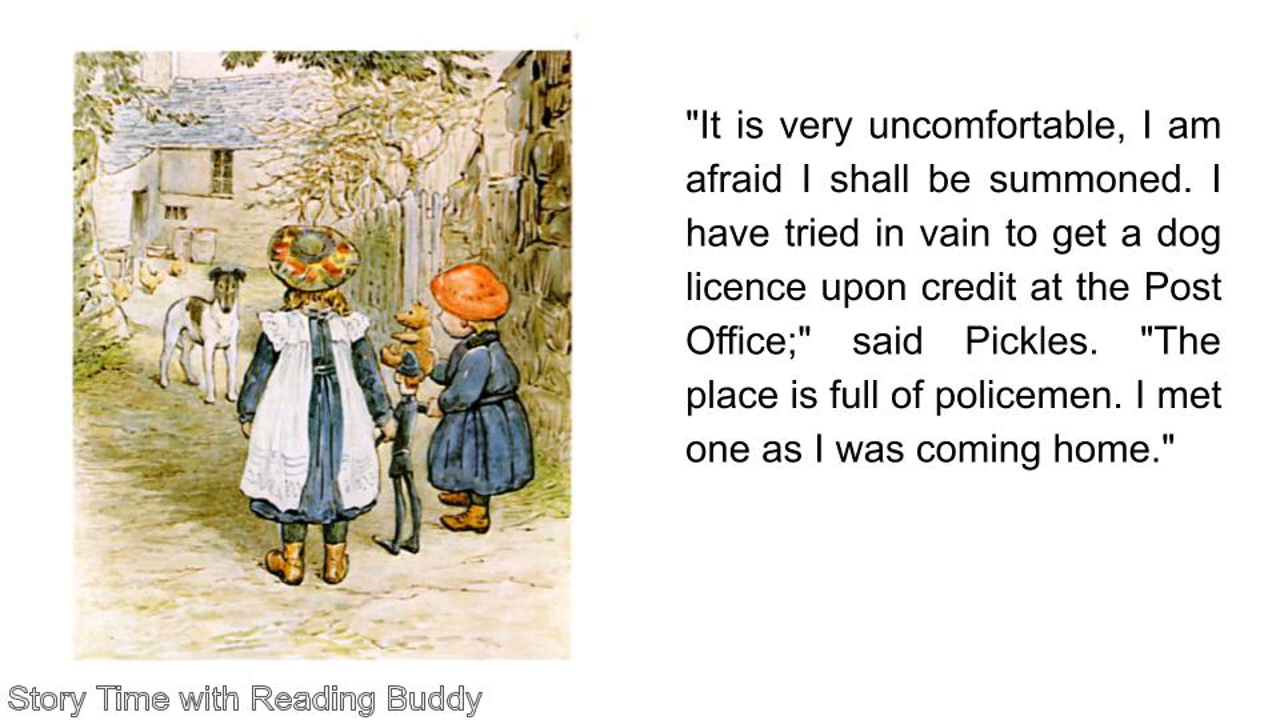 "It is very uncomfortable, I am
afraid I shall be summoned. I
have tried in vain to get a dog
licence upon credit at the Post
Office;" said Pickles. "The
place is full of policemen. I met
one as I was coming home."
Story Time with Reading Buddy